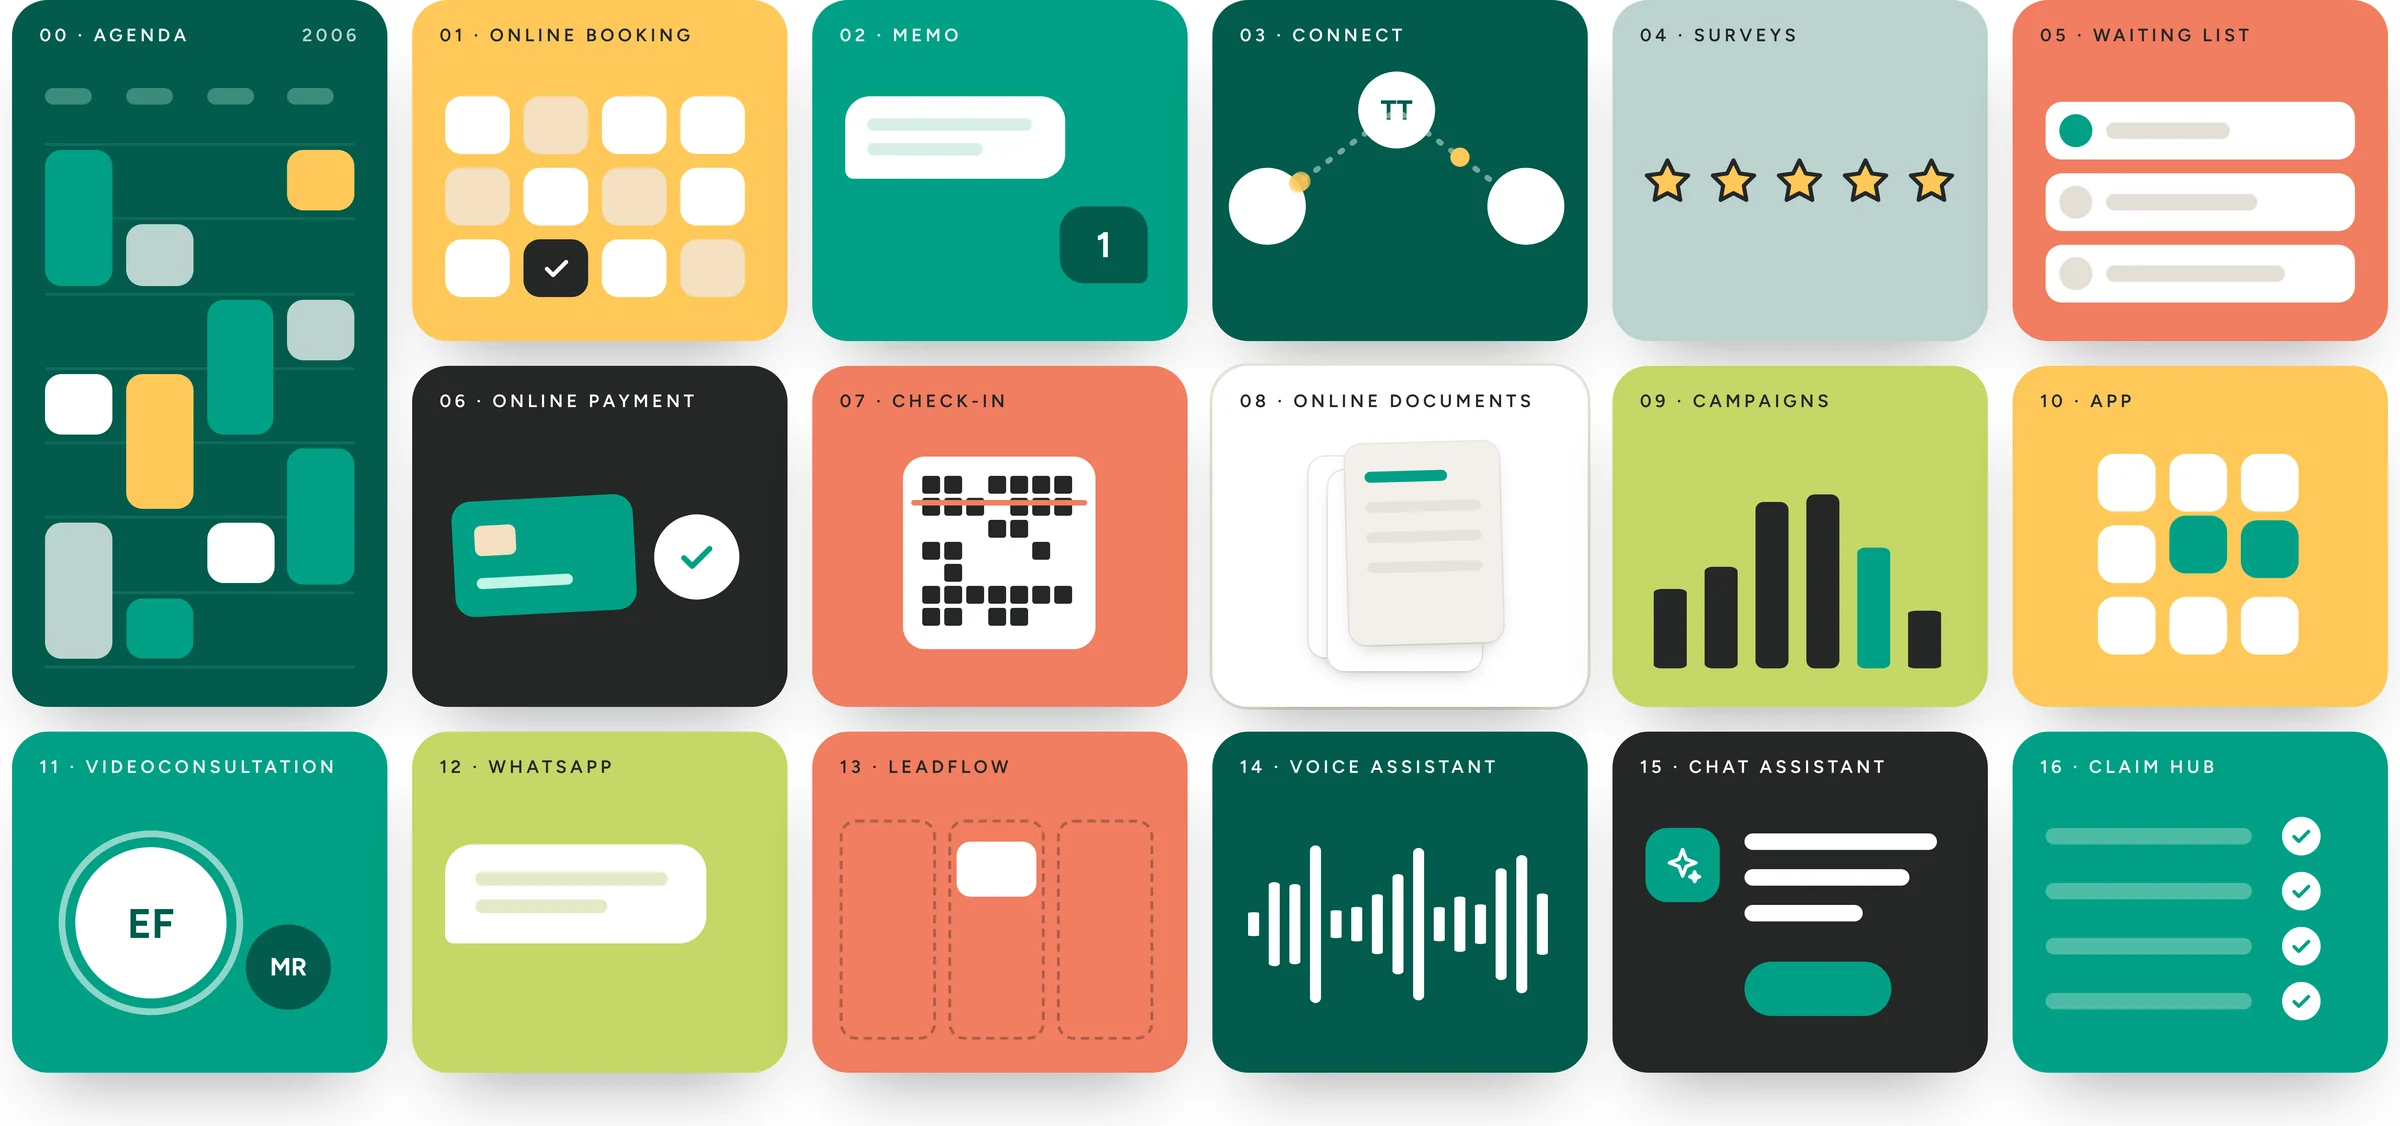 00 · AGENDA 2006
01 · ONLINE BOOKING
02 · MEMO
1
03 · CONNECT
TT
04 · SURVEYS
05 · WAITING LIST
06 · ONLINE PAYMENT
07 · CHECK-IN
08 · ONLINE DOCUMENTS
09 · CAMPAIGNS
10 · APP
11 · VIDEOCONSULTATION
EF
MR
12 · WHATSAPP
13 · LEADFLOW
14 · VOICE ASSISTANT
15 · CHAT ASSISTANT
16 · CLAIM HUB